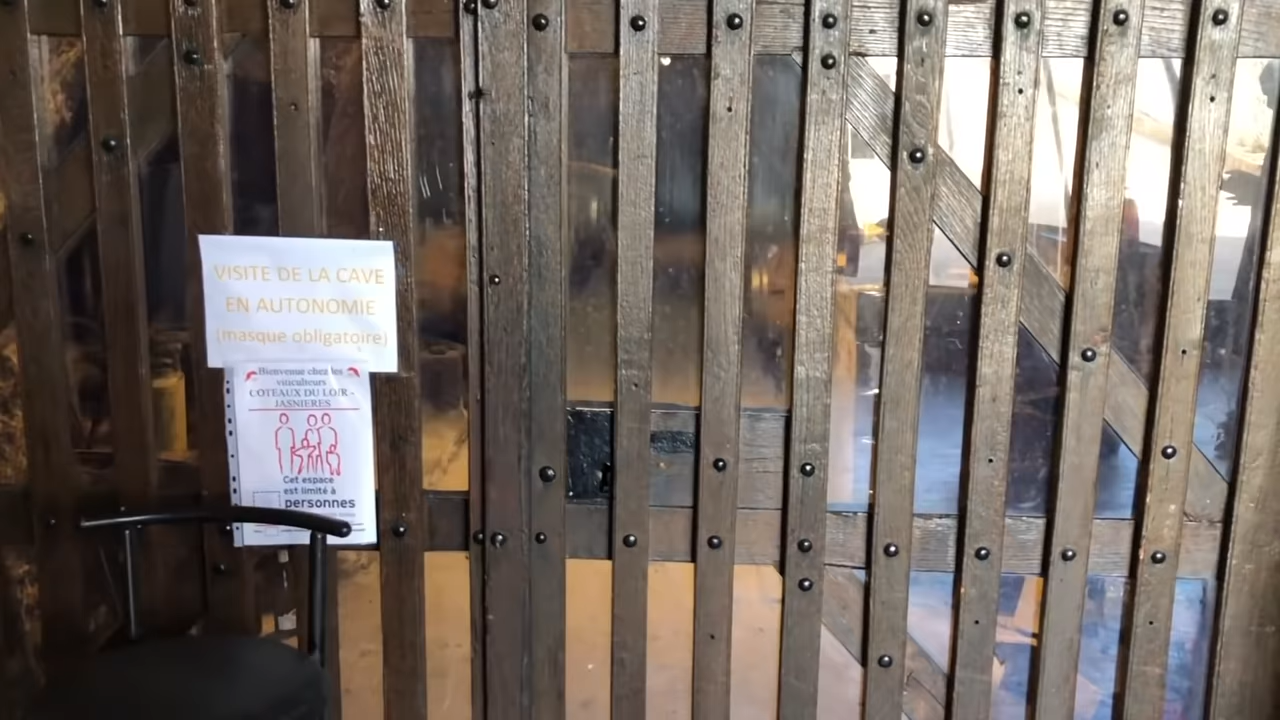 VISITE DE LA CAVE
EN AUTONOMIE
(masque obligatoire)
Bienvenue chez les
viticulteurs
COTEAUX DU LOIR -
JASNIERES
Cet espace
est limité à
personnes